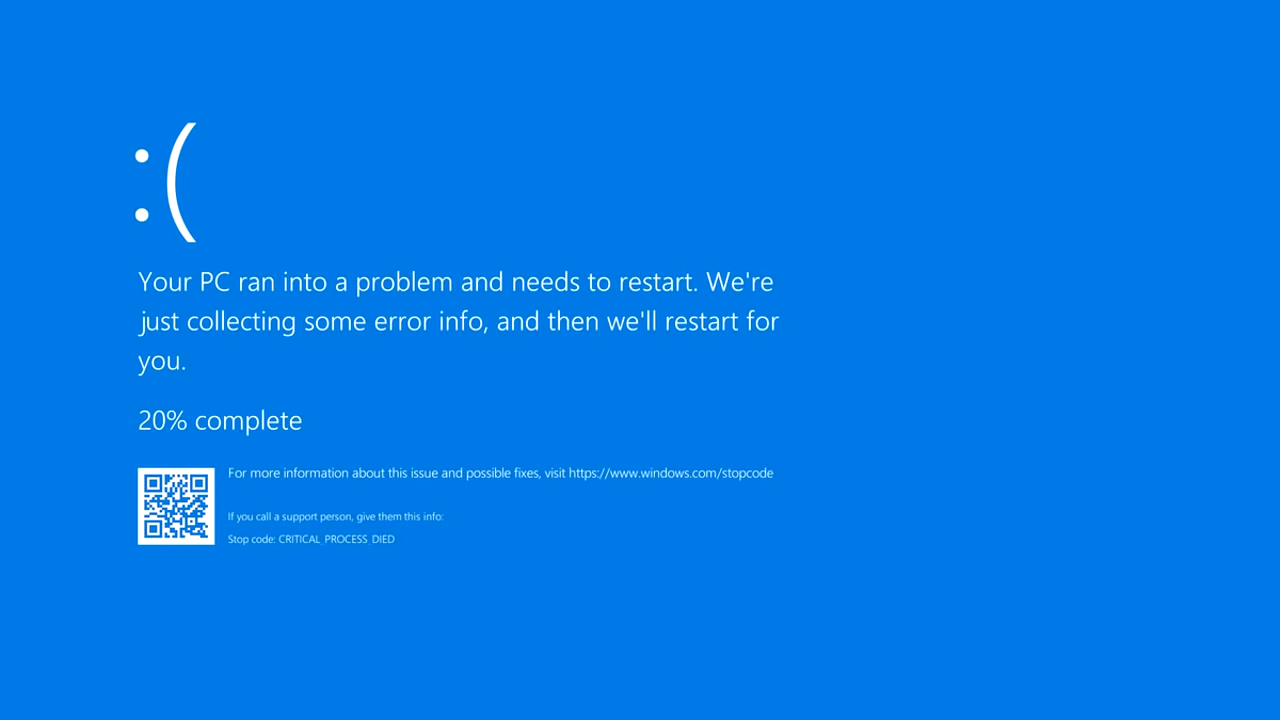 :(
Your PC ran into a problem and needs to restart. We're
just collecting some error info, and then we'll restart for
you.
20% complete
For more information about this issue and possible fixes, visit https://www.windows.com/stopcode
If you call a support person, give them this info:
Stop code: CRITICAL_PROCESS_DIED